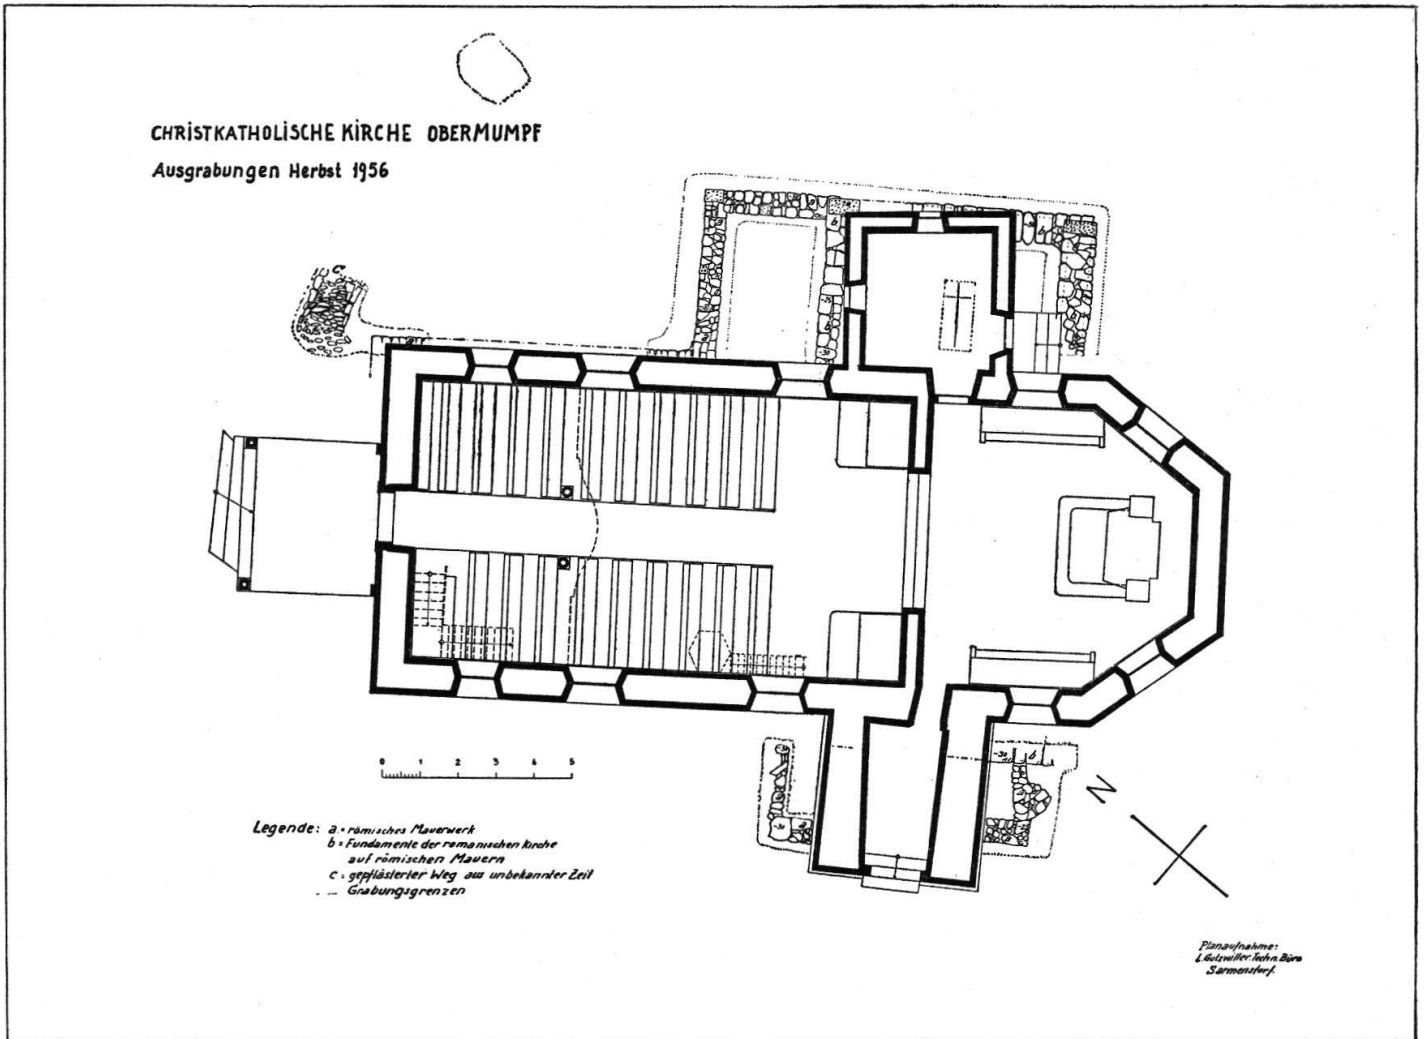 CHRISTKATHOLISCHE KIRCHE OBERMUMPF
Ausgrabungen Herbst 1956
c
a
b
b
a
b
-30
b
0 1 2 3 4 5
N
Legende: a = römisches Mauerwerk
b = Fundamente der romanischen Kirche
auf römischen Mauern
c = gepflästerter Weg aus unbekannter Zeit
Grabungsgrenzen
Planaufnahme:
L. Gutzwiller. Techn. Büro
Sarmenstorf.